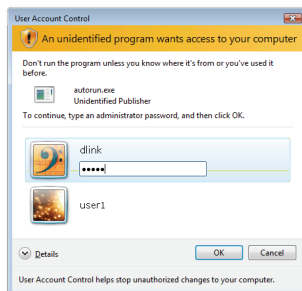 User Account Control
An unidentified program wants access to your computer
Don't run the program unless you know where it's from or you've used it
before.
autorun.exe
Unidentified Publisher
To continue, type an administrator password, and then click OK.
dlink
•••••
user1
Details
OK
Cancel
User Account Control helps stop unauthorized changes to your computer.